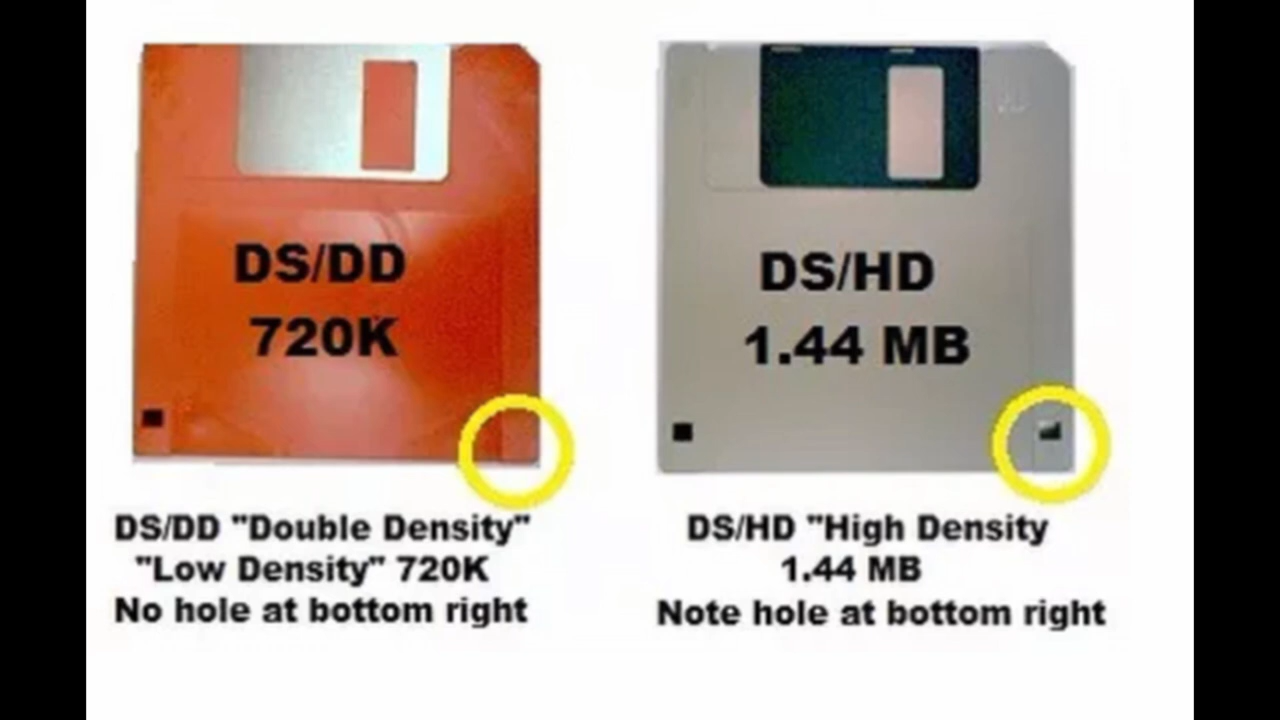 DS/DD
720K
DS/DD "Double Density"
"Low Density" 720K
No hole at bottom right
DS/HD
1.44 MB
DS/HD "High Density
1.44 MB
Note hole at bottom right